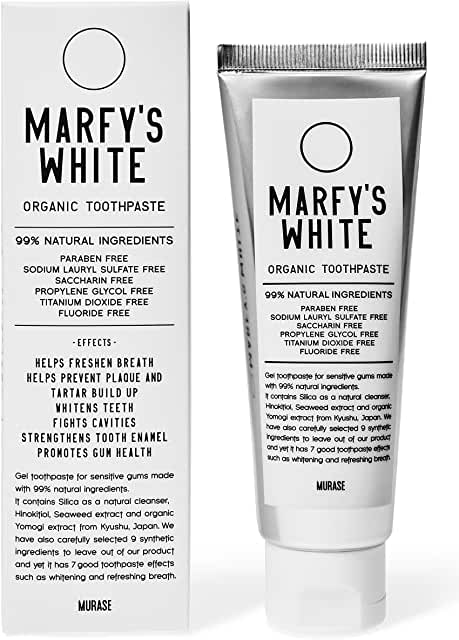 MARFY'S
WHITE
ORGANIC TOOTHPASTE
99% NATURAL INGREDIENTS
PARABEN FREE
SODIUM LAURYL SULFATE FREE
SACCHARIN FREE
PROPYLENE GLYCOL FREE
TITANIUM DIOXIDE FREE
FLUORIDE FREE
-EFFECTS-
HELPS FRESHEN BREATH
HELPS PREVENT PLAQUE AND
TARTAR BUILD UP
WHITENS TEETH
FIGHTS CAVITIES
STRENGTHENS TOOTH ENAMEL
PROMOTES GUM HEALTH
Gel toothpaste for sensitive gums made
with 99% natural ingredients.
It contains Silica as a natural cleanser,
Hinokitiol, Seaweed extract and organic
Yomogi extract from Kyushu, Japan. We
have also carefully selected 9 synthetic
ingredients to leave out of our product
and yet it has 7 good toothpaste effects
such as whitening and refreshing breath.
MURASE
MARFY'S
WHITE
ORGANIC TOOTHPASTE
99% NATURAL INGREDIENTS
PARABEN FREE
SODIUM LAURYL SULFATE FREE
SACCHARIN FREE
PROPYLENE GLYCOL FREE
TITANIUM DIOXIDE FREE
FLUORIDE FREE
Gel toothpaste for sensitive gums made
with 99% natural ingredients.
It contains Silica as a natural cleanser,
Hinokitiol, Seaweed extract and organic
Yomogi extract from Kyushu, Japan. We
have also carefully selected 9 synthetic
ingredients to leave out of our product
and yet it has 7 good toothpaste effects
such as whitening and refreshing breath.
MURASE